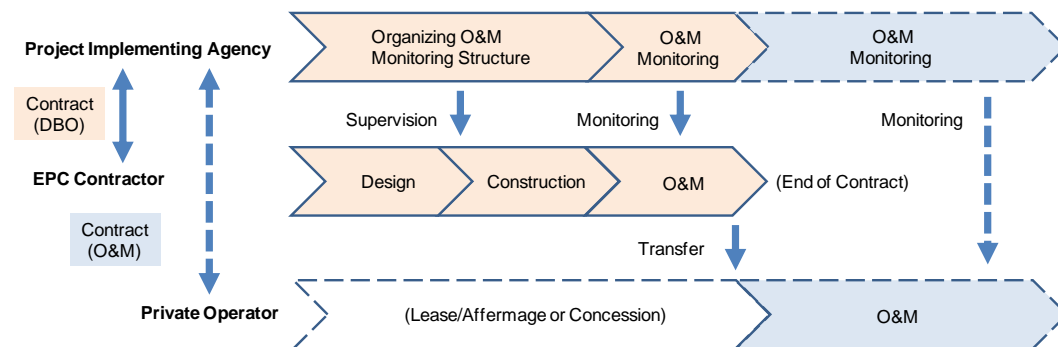 Project Implementing Agency
Organizing O&M
Monitoring Structure
O&M
Monitoring
O&M
Monitoring
Contract
(DBO)
Supervision
Monitoring
Monitoring
EPC Contractor
Design
Construction
O&M
(End of Contract)
Contract
(O&M)
Transfer
Private Operator
(Lease/Affermage or Concession)
O&M